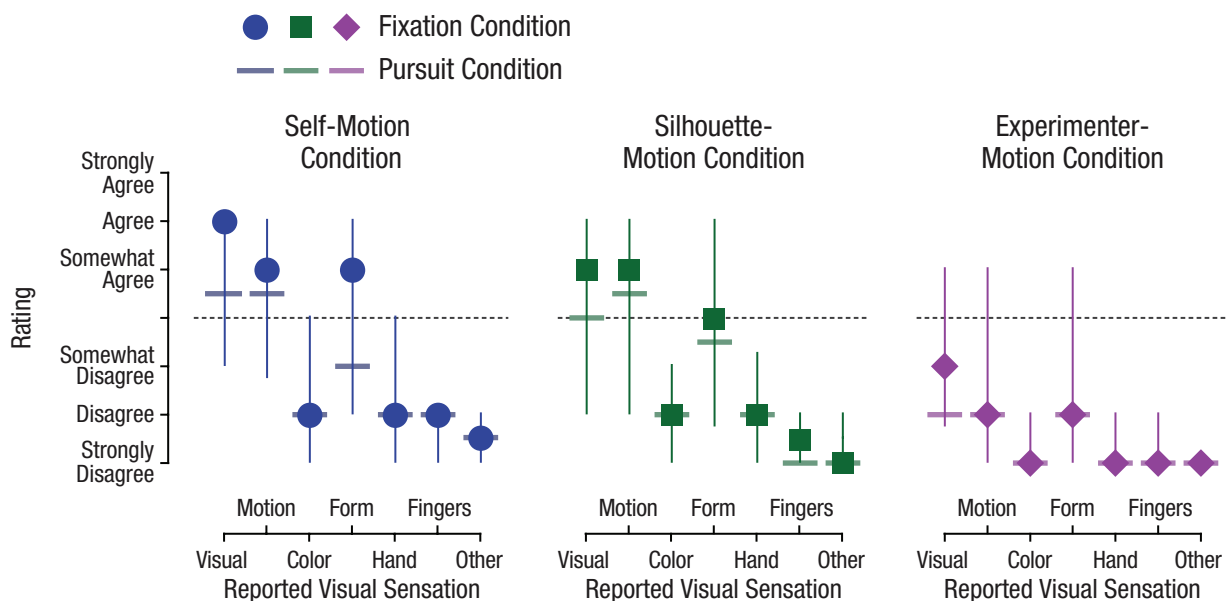 Fixation Condition
Pursuit Condition
Self-Motion
Condition
Silhouette-
Motion Condition
Experimenter-
Motion Condition
Rating
Strongly
Agree
Agree
Somewhat
Agree
Somewhat
Disagree
Disagree
Strongly
Disagree
Motion Form Fingers
Visual Color Hand Other
Reported Visual Sensation
Motion Form Fingers
Visual Color Hand Other
Reported Visual Sensation
Motion Form Fingers
Visual Color Hand Other
Reported Visual Sensation